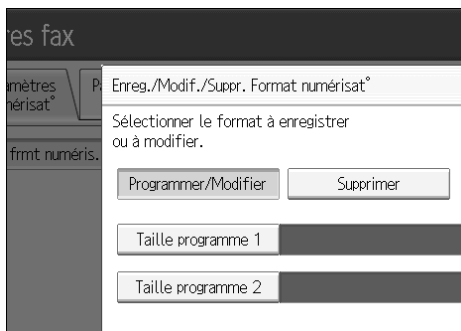 res fax
amètres
mérisat°
P
Enreg./Modif./Suppr. Format numérisat°
Sélectionner le format à enregistrer
ou à modifier.
frmt numéris.
Programmer/Modifier
Supprimer
Taille programme 1
Taille programme 2